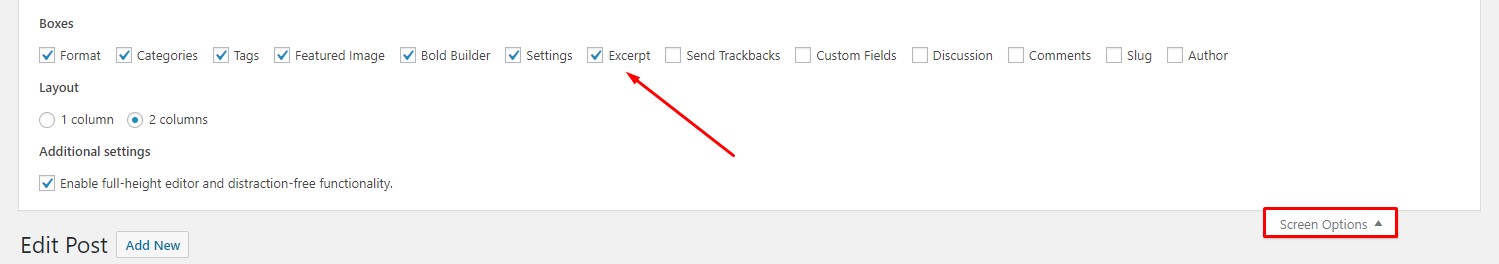 Boxes
Format Categories Tags Featured Image Bold Builder Settings Excerpt Send Trackbacks Custom Fields Discussion Comments Slug Author
Layout
1 column 2 columns
Additional settings
Enable full-height editor and distraction-free functionality.
Screen Options
Edit Post Add New